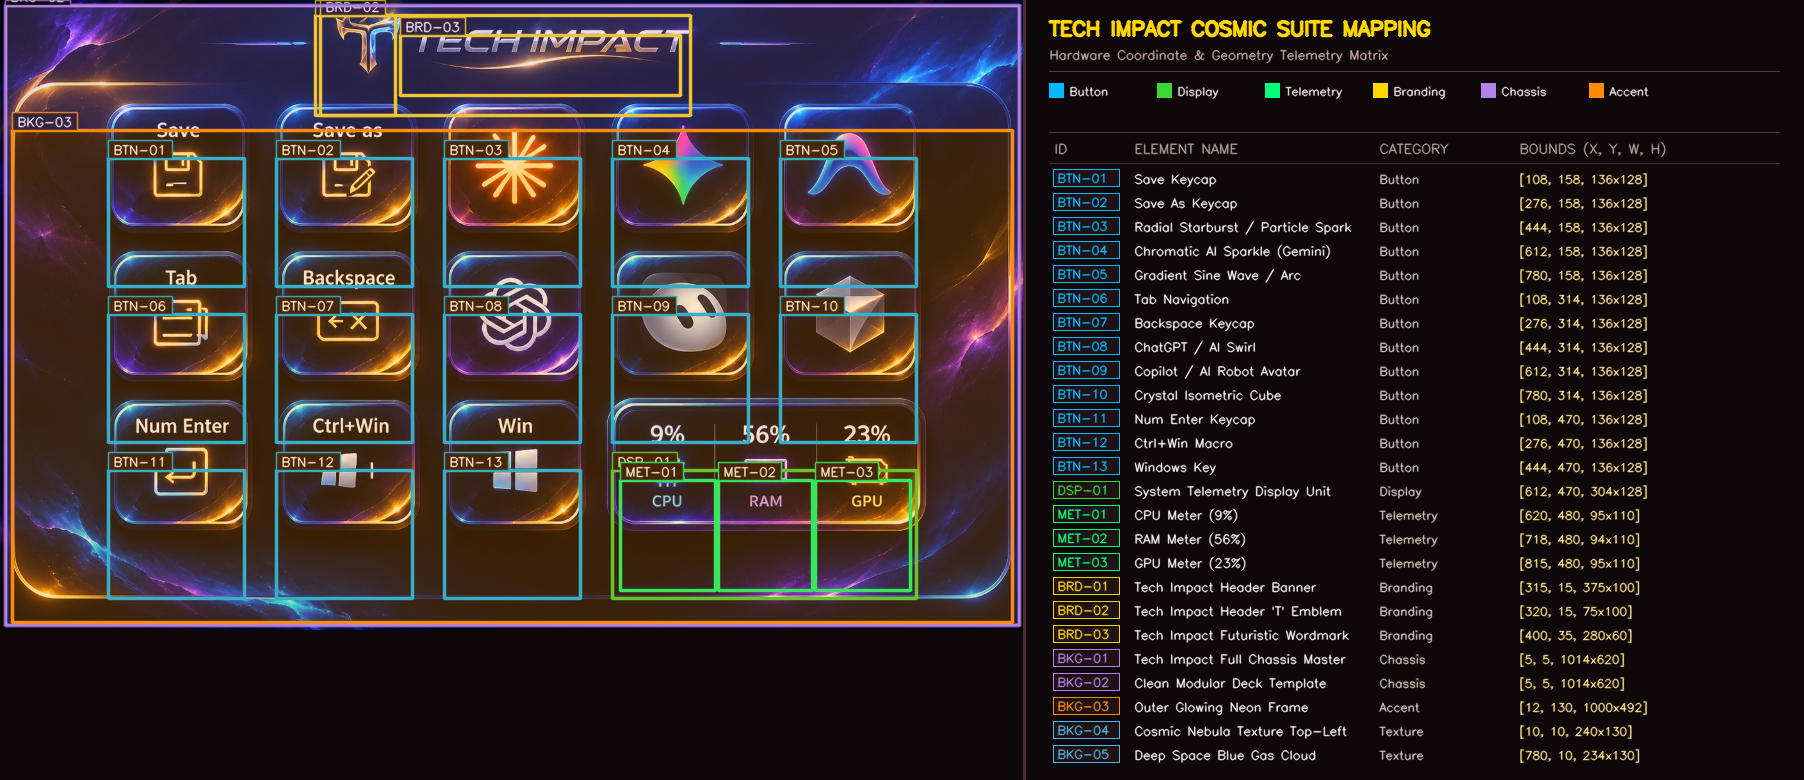 BRD-02
BRD-03
TECH IMPACT
BKG-03
Save
Save as
BTN-01
BTN-02
BTN-03
BTN-04
BTN-05
Tab
Backspace
BTN-06
BTN-07
BTN-08
BTN-09
BTN-10
Num Enter
Ctrl+Win
Win
9%
56%
23%
BTN-11
BTN-12
BTN-13
DSP-01
MET-01
MET-02
MET-03
CPU
RAM
GPU
TECH IMPACT COSMIC SUITE MAPPING
Hardware Coordinate & Geometry Telemetry Matrix
Button Display Telemetry Branding Chassis Accent
ID ELEMENT NAME CATEGORY BOUNDS (X, Y, W, H)
BTN-01 Save Keycap Button [108, 158, 136x128]
BTN-02 Save As Keycap Button [276, 158, 136x128]
BTN-03 Radial Starburst / Particle Spark Button [444, 158, 136x128]
BTN-04 Chromatic AI Sparkle (Gemini) Button [612, 158, 136x128]
BTN-05 Gradient Sine Wave / Arc Button [780, 158, 136x128]
BTN-06 Tab Navigation Button [108, 314, 136x128]
BTN-07 Backspace Keycap Button [276, 314, 136x128]
BTN-08 ChatGPT / AI Swirl Button [444, 314, 136x128]
BTN-09 Copilot / AI Robot Avatar Button [612, 314, 136x128]
BTN-10 Crystal Isometric Cube Button [780, 314, 136x128]
BTN-11 Num Enter Keycap Button [108, 470, 136x128]
BTN-12 Ctrl+Win Macro Button [276, 470, 136x128]
BTN-13 Windows Key Button [444, 470, 136x128]
DSP-01 System Telemetry Display Unit Display [612, 470, 304x128]
MET-01 CPU Meter (9%) Telemetry [620, 480, 95x110]
MET-02 RAM Meter (56%) Telemetry [718, 480, 94x110]
MET-03 GPU Meter (23%) Telemetry [815, 480, 95x110]
BRD-01 Tech Impact Header Banner Branding [315, 15, 375x100]
BRD-02 Tech Impact Header 'T' Emblem Branding [320, 15, 75x100]
BRD-03 Tech Impact Futuristic Wordmark Branding [400, 35, 280x60]
BKG-01 Tech Impact Full Chassis Master Chassis [5, 5, 1014x620]
BKG-02 Clean Modular Deck Template Chassis [5, 5, 1014x620]
BKG-03 Outer Glowing Neon Frame Accent [12, 130, 1000x492]
BKG-04 Cosmic Nebula Texture Top-Left Texture [10, 10, 240x130]
BKG-05 Deep Space Blue Gas Cloud Texture [780, 10, 234x130]